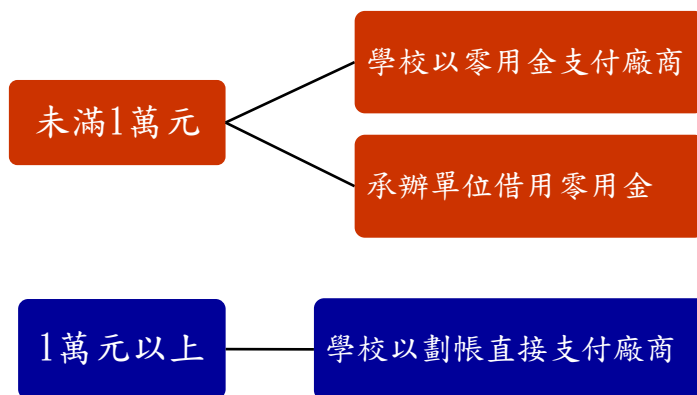 未滿1萬元
學校以零用金支付廠商
承辦單位借用零用金
1萬元以上
學校以劃帳直接支付廠商